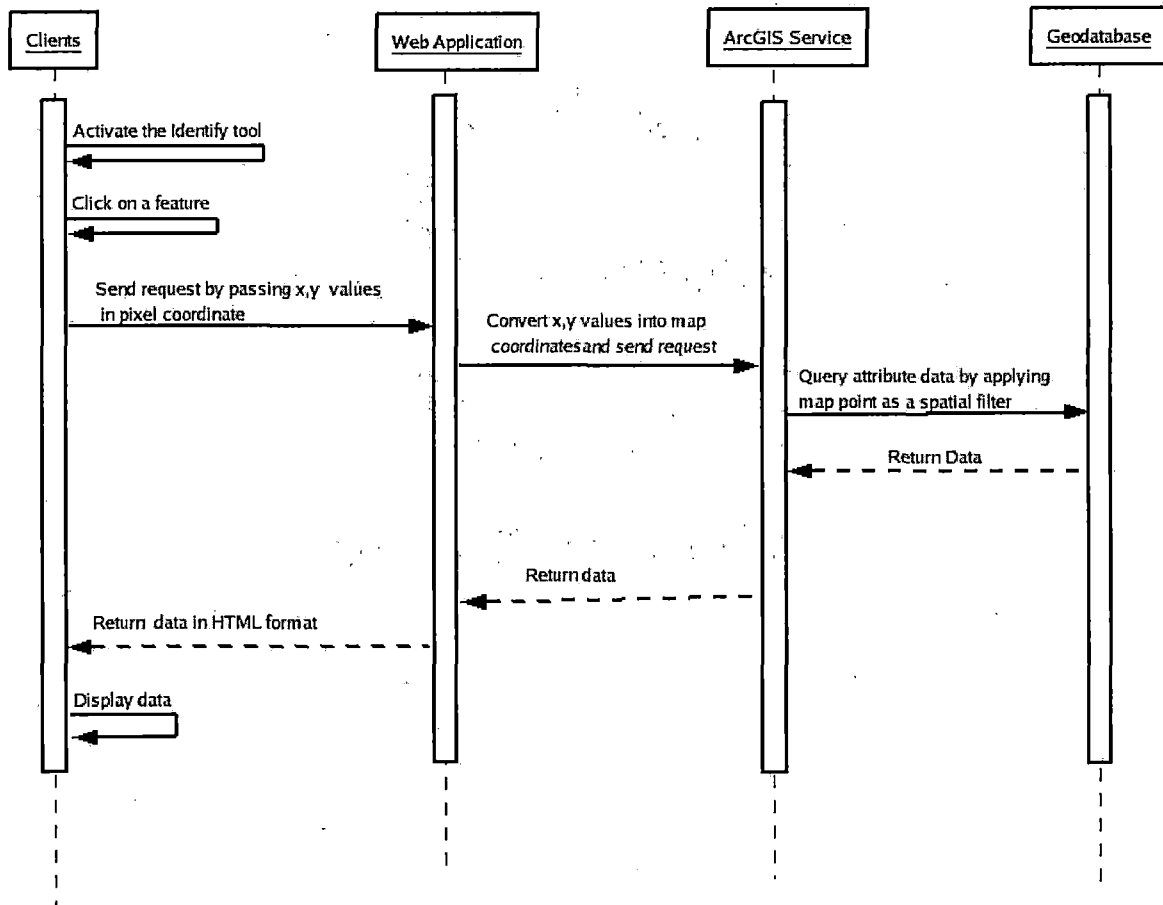 Clients
Web Application
ArcGIS Service
Geodatabase
Activate the Identify tool
Click on a feature
Send request by passing x,y values
in pixel coordinate
Convert x,y values into map
coordinates and send request
Query attribute data by applying
map point as a spatial filter
Return Data
Return data
Return data in HTML format
Display data